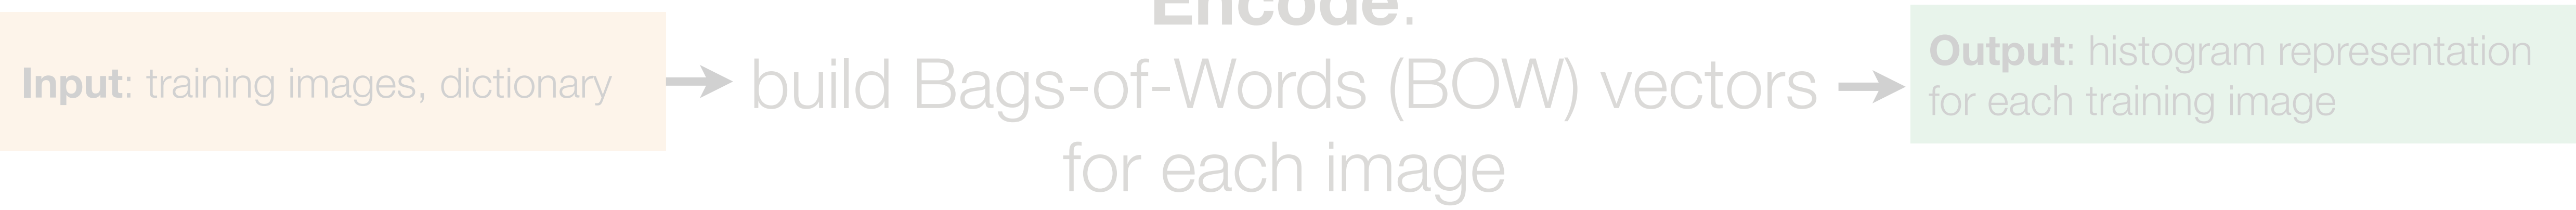 Encode:
Input: training images, dictionary
build Bags-of-Words (BOW) vectors
for each image
Output: histogram representation
for each training image